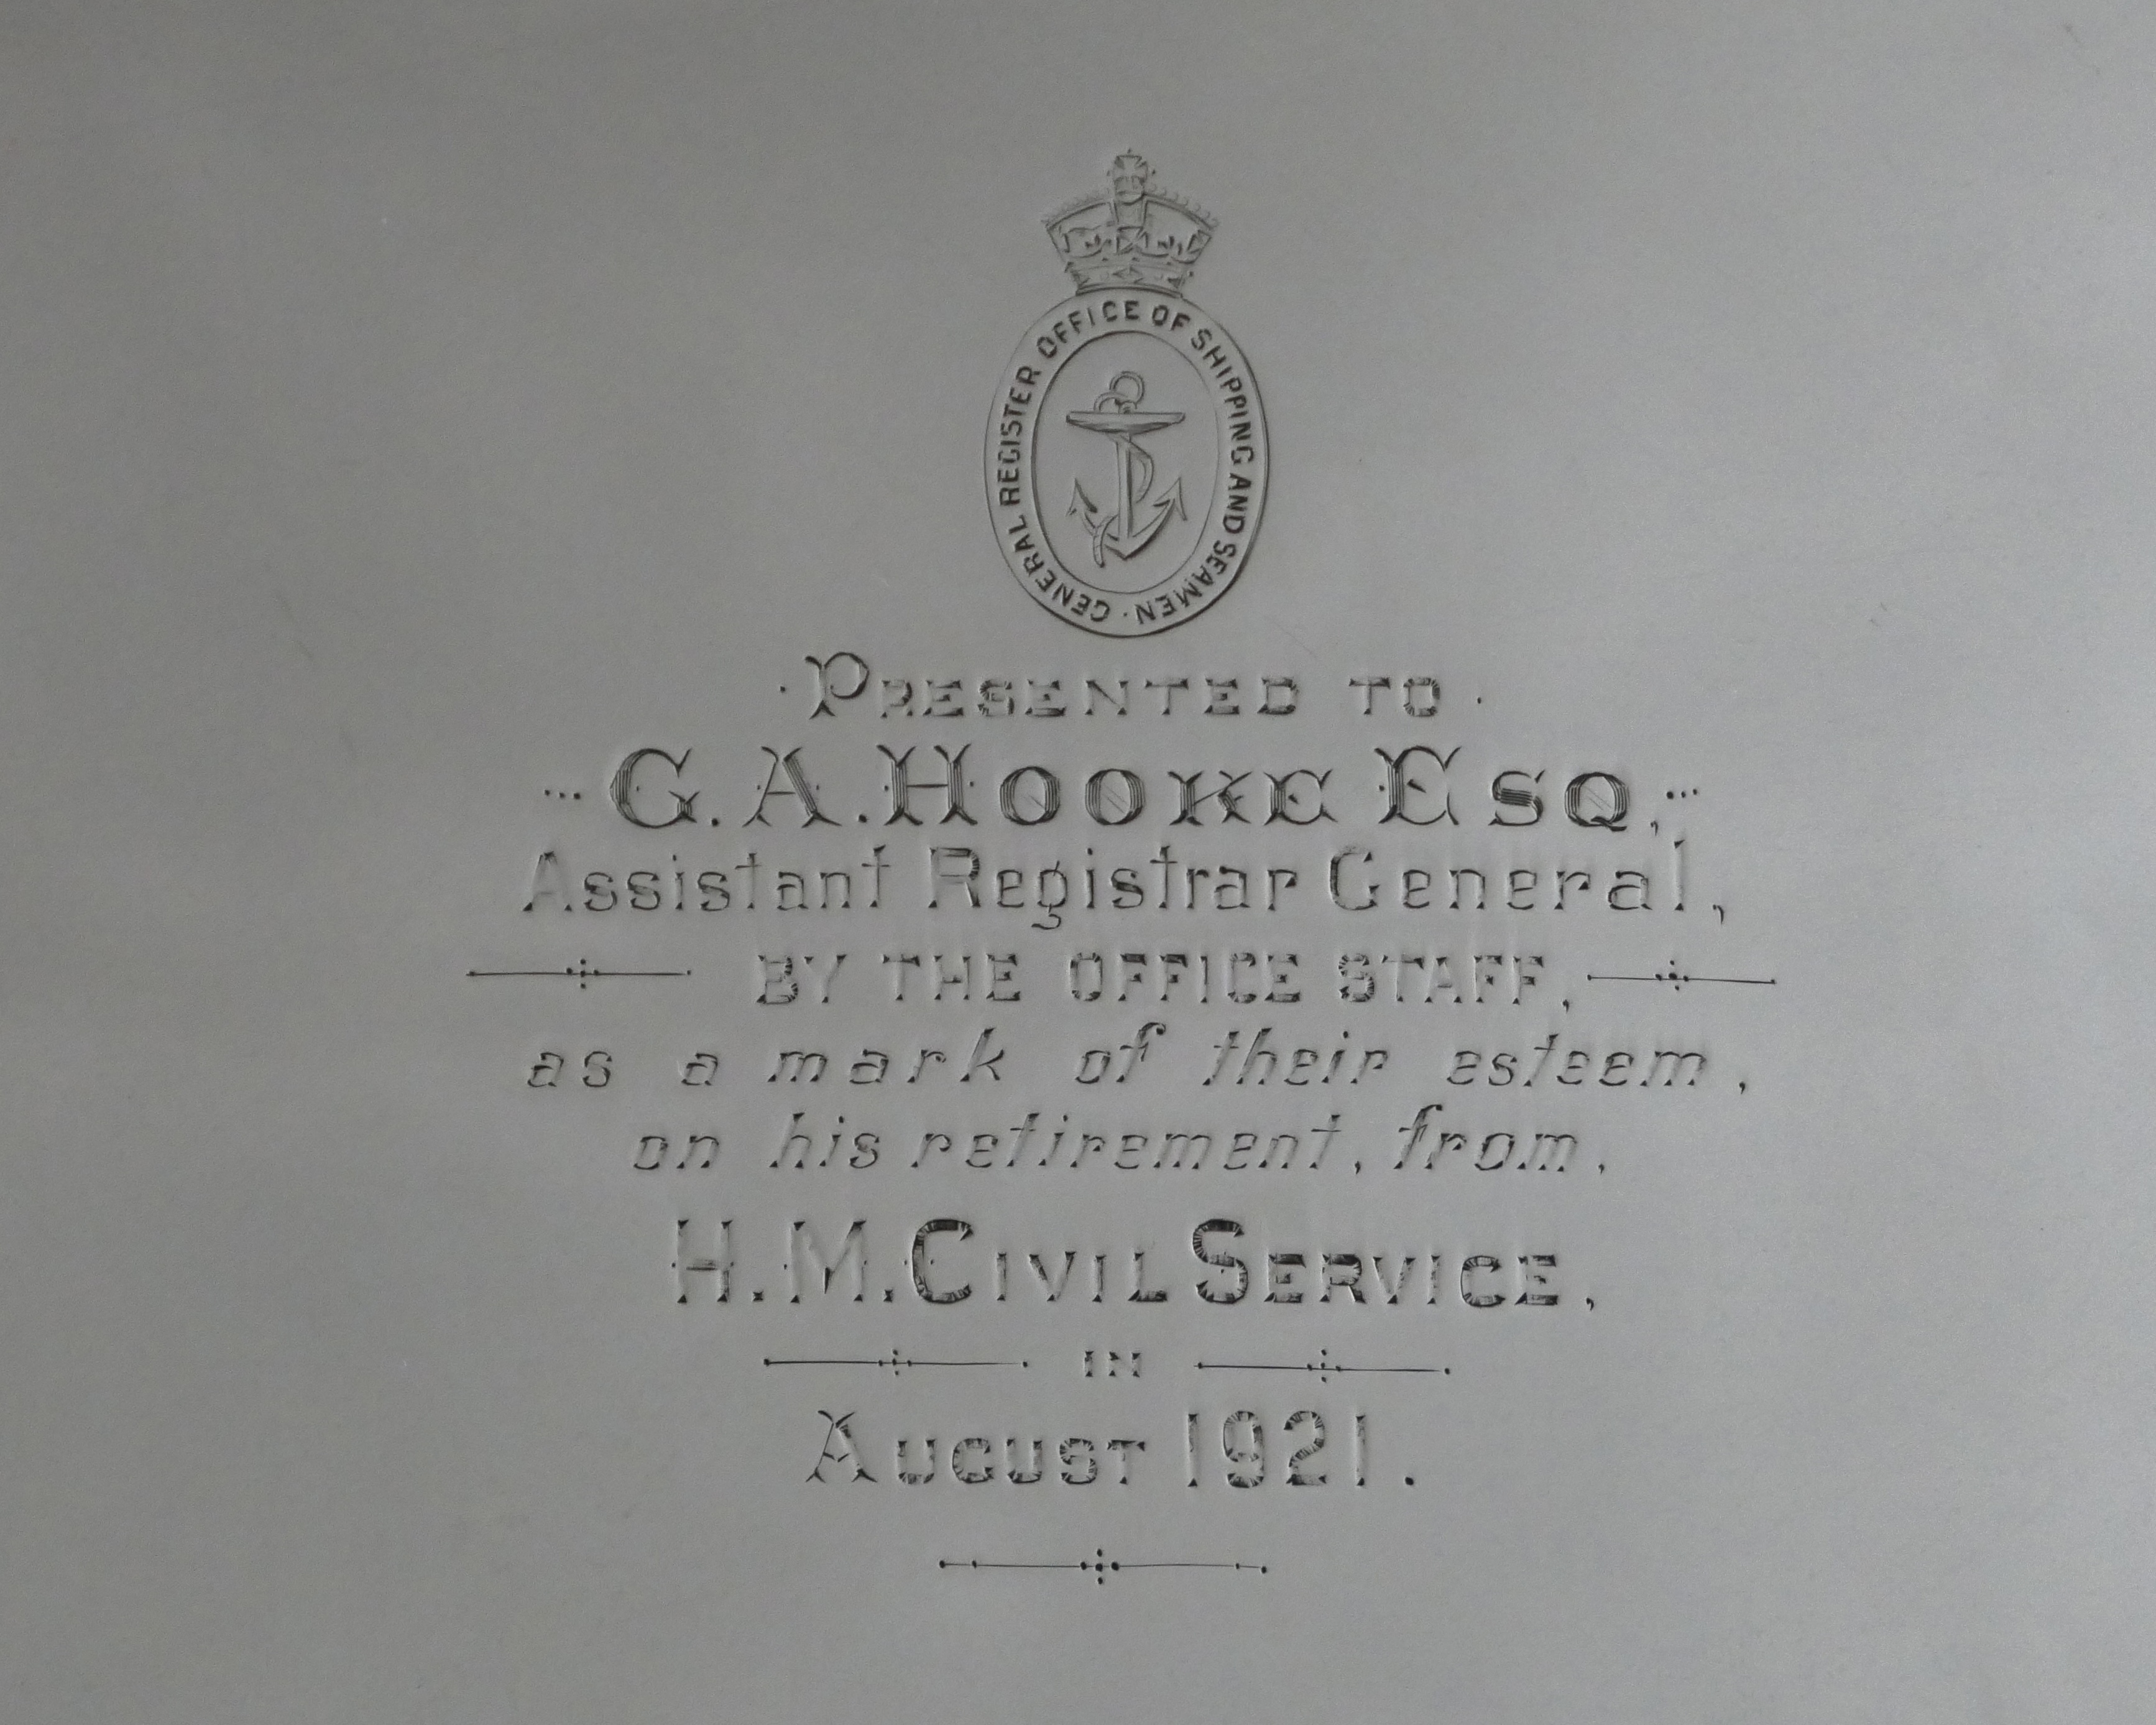 GENERAL REGISTER OFFICE OF SHIPPING AND SEAMEN ·
· PRESENTED TO ·
... G. A. HOOKE ESQ, ...
Assistant Registrar General,
BY THE OFFICE STAFF,
as a mark of their esteem,
on his retirement, from,
H. M. CIVIL SERVICE,
IN
AUGUST 1921.